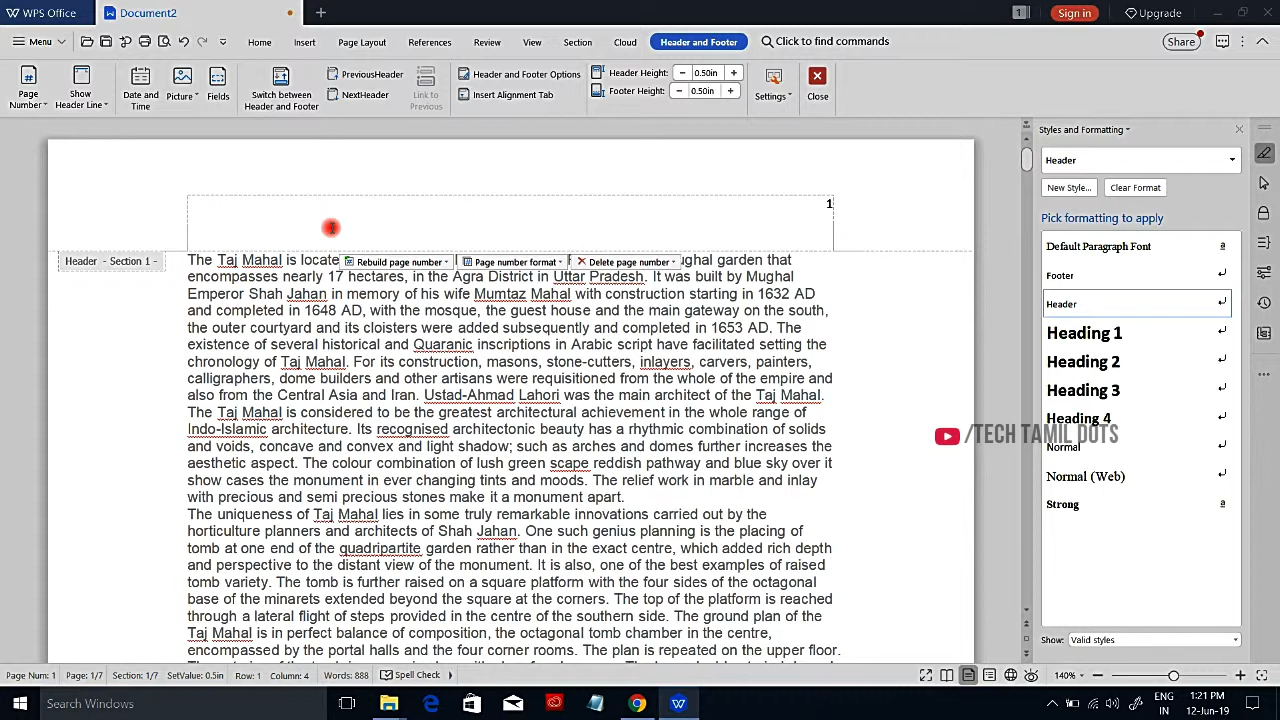 WPS Office Document2 + 1 Sign in Upgrade
Menu Home Insert Page Layout References Review View Section Cloud Header and Footer Click to find commands Share
Page Number Show Header Line Date and Time Picture Fields Switch between Header and Footer PreviousHeader NextHeader Link to Previous Header and Footer Options Insert Alignment Tab Header Height: - 0.50in + Footer Height: - 0.50in + Settings Close
Styles and Formatting
Header
New Style... Clear Format
Pick formatting to apply
Default Paragraph Font a
Footer
Header
Heading 1
Heading 2
Heading 3
Heading 4
Normal
Normal (Web)
Strong a
Show: Valid styles
1
Header - Section 1 -
Rebuild page number Page number format Delete page number
The Taj Mahal is locate ughal garden that
encompasses nearly 17 hectares, in the Agra District in Uttar Pradesh. It was built by Mughal
Emperor Shah Jahan in memory of his wife Mumtaz Mahal with construction starting in 1632 AD
and completed in 1648 AD, with the mosque, the guest house and the main gateway on the south,
the outer courtyard and its cloisters were added subsequently and completed in 1653 AD. The
existence of several historical and Quaranic inscriptions in Arabic script have facilitated setting the
chronology of Taj Mahal. For its construction, masons, stone-cutters, inlayers, carvers, painters,
calligraphers, dome builders and other artisans were requisitioned from the whole of the empire and
also from the Central Asia and Iran. Ustad-Ahmad Lahori was the main architect of the Taj Mahal.
The Taj Mahal is considered to be the greatest architectural achievement in the whole range of
Indo-Islamic architecture. Its recognised architectonic beauty has a rhythmic combination of solids
and voids, concave and convex and light shadow; such as arches and domes further increases the
aesthetic aspect. The colour combination of lush green scape reddish pathway and blue sky over it
show cases the monument in ever changing tints and moods. The relief work in marble and inlay
with precious and semi precious stones make it a monument apart.
The uniqueness of Taj Mahal lies in some truly remarkable innovations carried out by the
horticulture planners and architects of Shah Jahan. One such genius planning is the placing of
tomb at one end of the quadripartite garden rather than in the exact centre, which added rich depth
and perspective to the distant view of the monument. It is also, one of the best examples of raised
tomb variety. The tomb is further raised on a square platform with the four sides of the octagonal
base of the minarets extended beyond the square at the corners. The top of the platform is reached
through a lateral flight of steps provided in the centre of the southern side. The ground plan of the
Taj Mahal is in perfect balance of composition, the octagonal tomb chamber in the centre,
encompassed by the portal halls and the four corner rooms. The plan is repeated on the upper floor.
/TECH TAMIL DOTS
Page Num: 1 Page: 1/7 Section: 1/7 SetValue: 0.5in Row: 1 Column: 4 Words: 888 Spell Check 140% - +
Search Windows ENG IN 1:21 PM 12-Jun-19